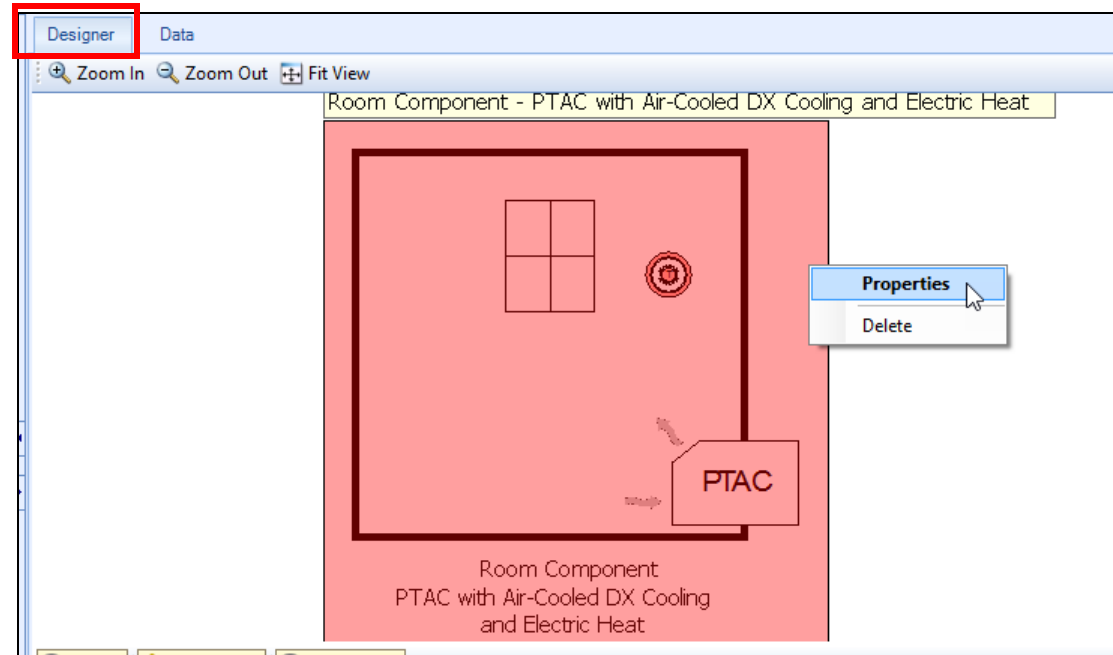 Designer Data
Zoom In Zoom Out Fit View
Room Component - PTAC with Air-Cooled DX Cooling and Electric Heat
Properties
Delete
T
PTAC
Room Component
PTAC with Air-Cooled DX Cooling
and Electric Heat